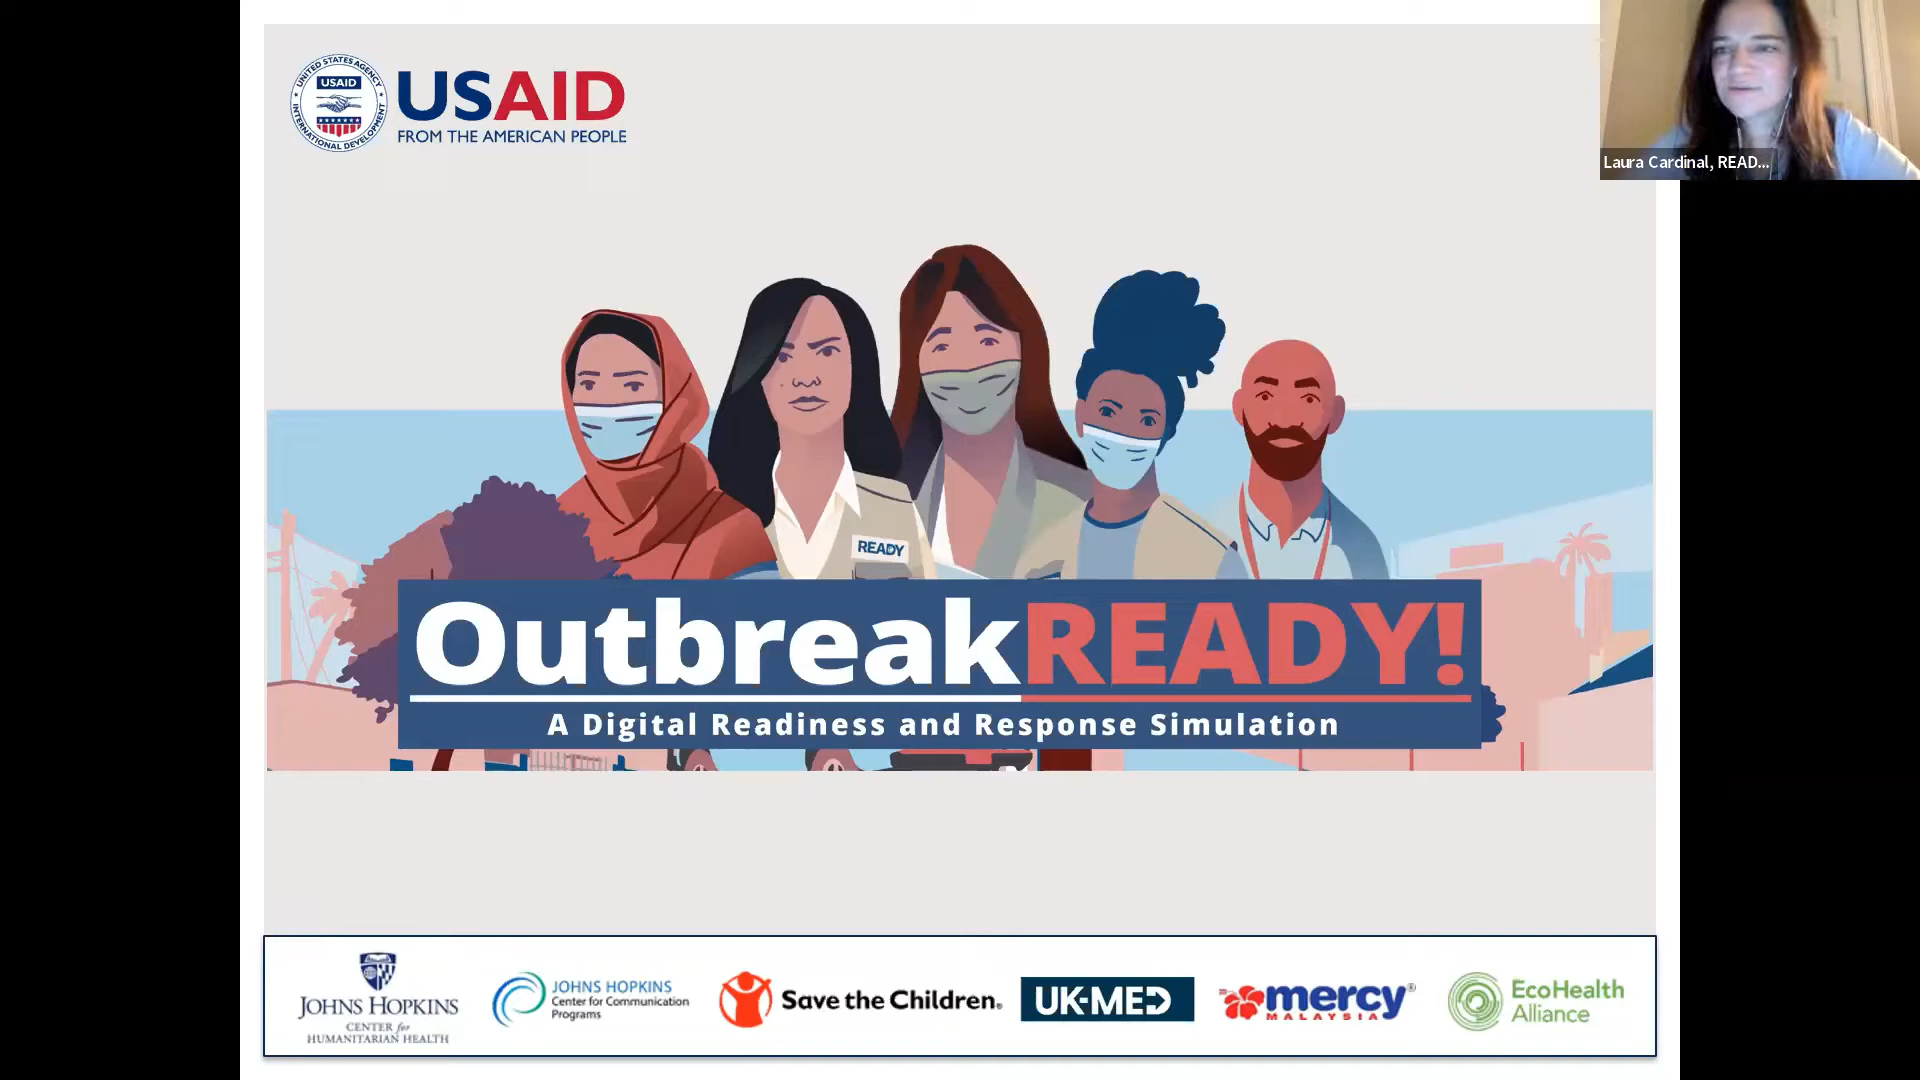 UNITED STATES AGENCY
USAID
INTERNATIONAL DEVELOPMENT
USAID
FROM THE AMERICAN PEOPLE
Laura Cardinal, READ...
READY
OutbreakREADY!
A Digital Readiness and Response Simulation
JOHNS HOPKINS
CENTER for
HUMANITARIAN HEALTH
JOHNS HOPKINS
Center for Communication
Programs
Save the Children®
UK-MED
mercy®
MALAYSIA
EcoHealth
Alliance